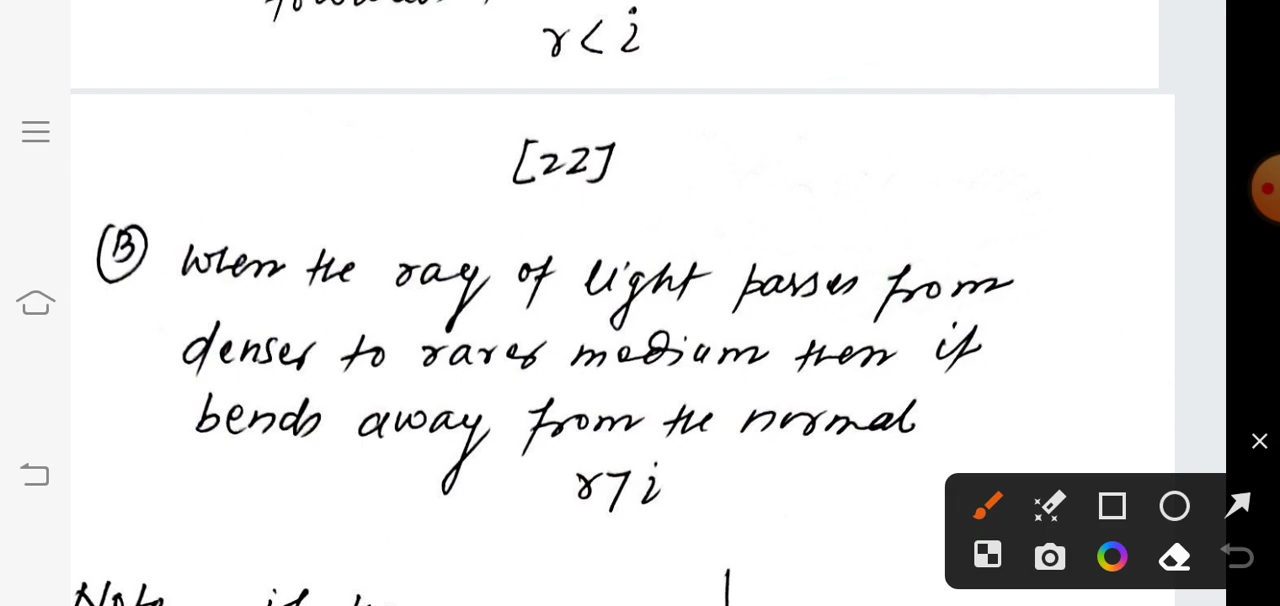 r < i
[22]
(B) When the ray of light passes from
denser to rarer medium then it
bends away from the normal
r > i